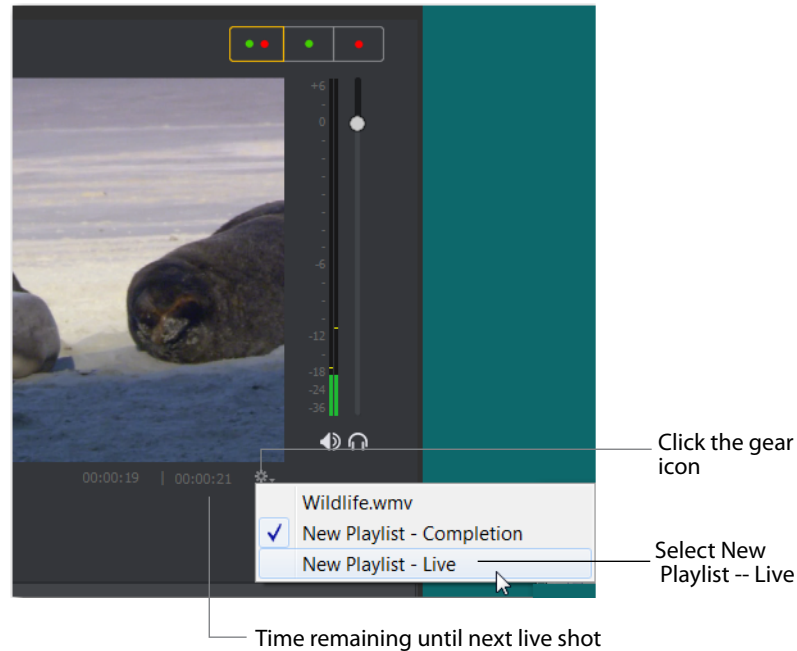 +6
0
-6
-12
-18
-24
-36
Click the gear
icon
00:00:19 | 00:00:21
Wildlife.wmv
New Playlist - Completion
New Playlist - Live
Select New
Playlist -- Live
Time remaining until next live shot